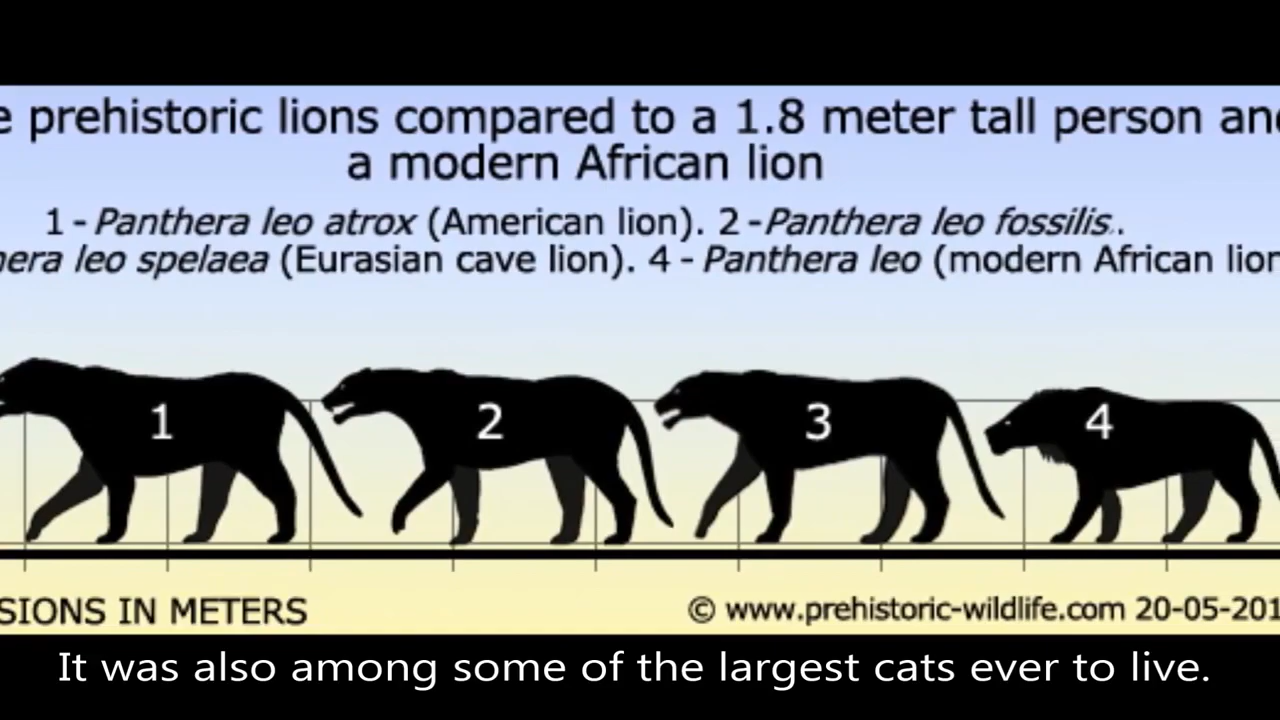 e prehistoric lions compared to a 1.8 meter tall person and
a modern African lion
1 - Panthera leo atrox (American lion). 2 - Panthera leo fossilis..
era leo spelaea (Eurasian cave lion). 4 - Panthera leo (modern African lion
1
2
3
4
SIONS IN METERS
© www.prehistoric-wildlife.com 20-05-201
It was also among some of the largest cats ever to live.